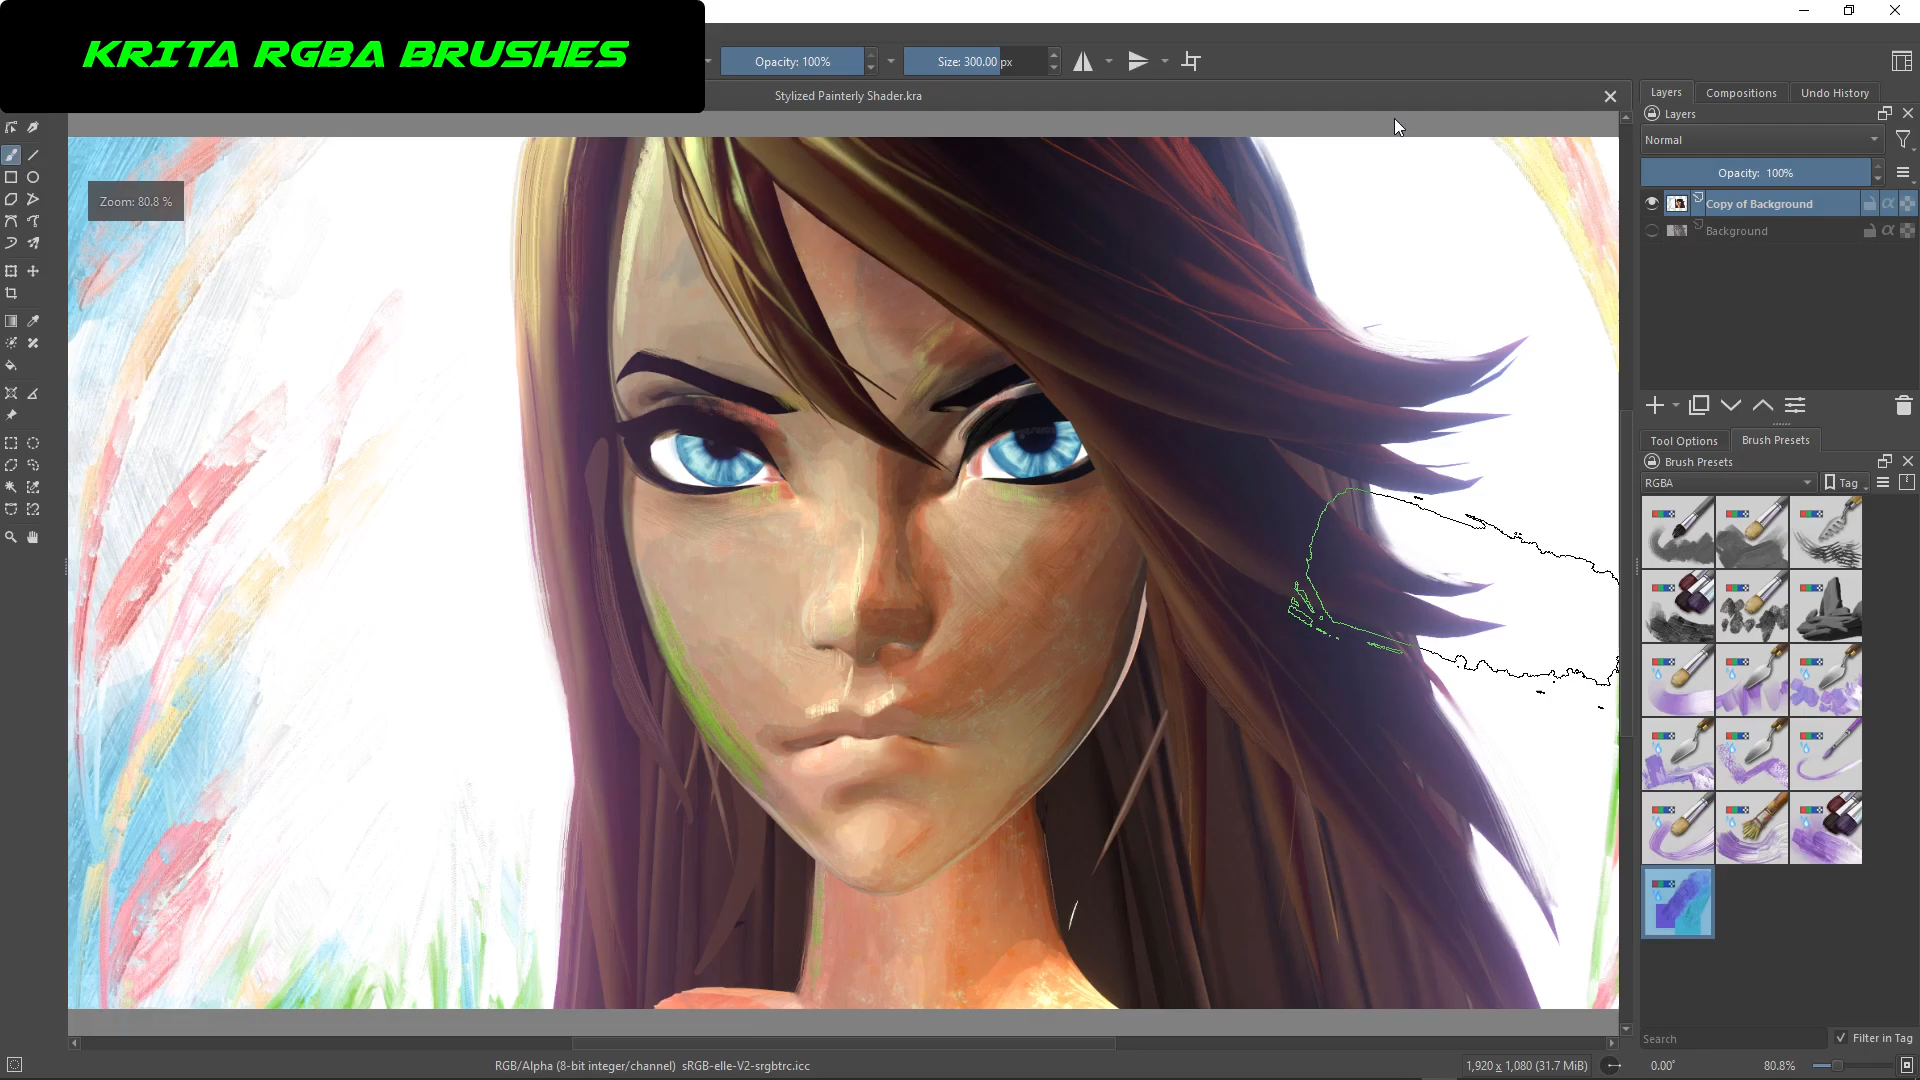 KRITA RGBA BRUSHES
Opacity: 100%
Size: 300.00 px
Stylized Painterly Shader.kra
Zoom: 80.8 %
Layers
Compositions
Undo History
Layers
Normal
Opacity: 100%
Copy of Background
Background
Tool Options
Brush Presets
Brush Presets
RGBA
Tag
Search
Filter in Tag
RGB/Alpha (8-bit integer/channel) sRGB-elle-V2-srgbtrc.icc
1,920 x 1,080 (31.7 MiB)
0.00°
80.8%